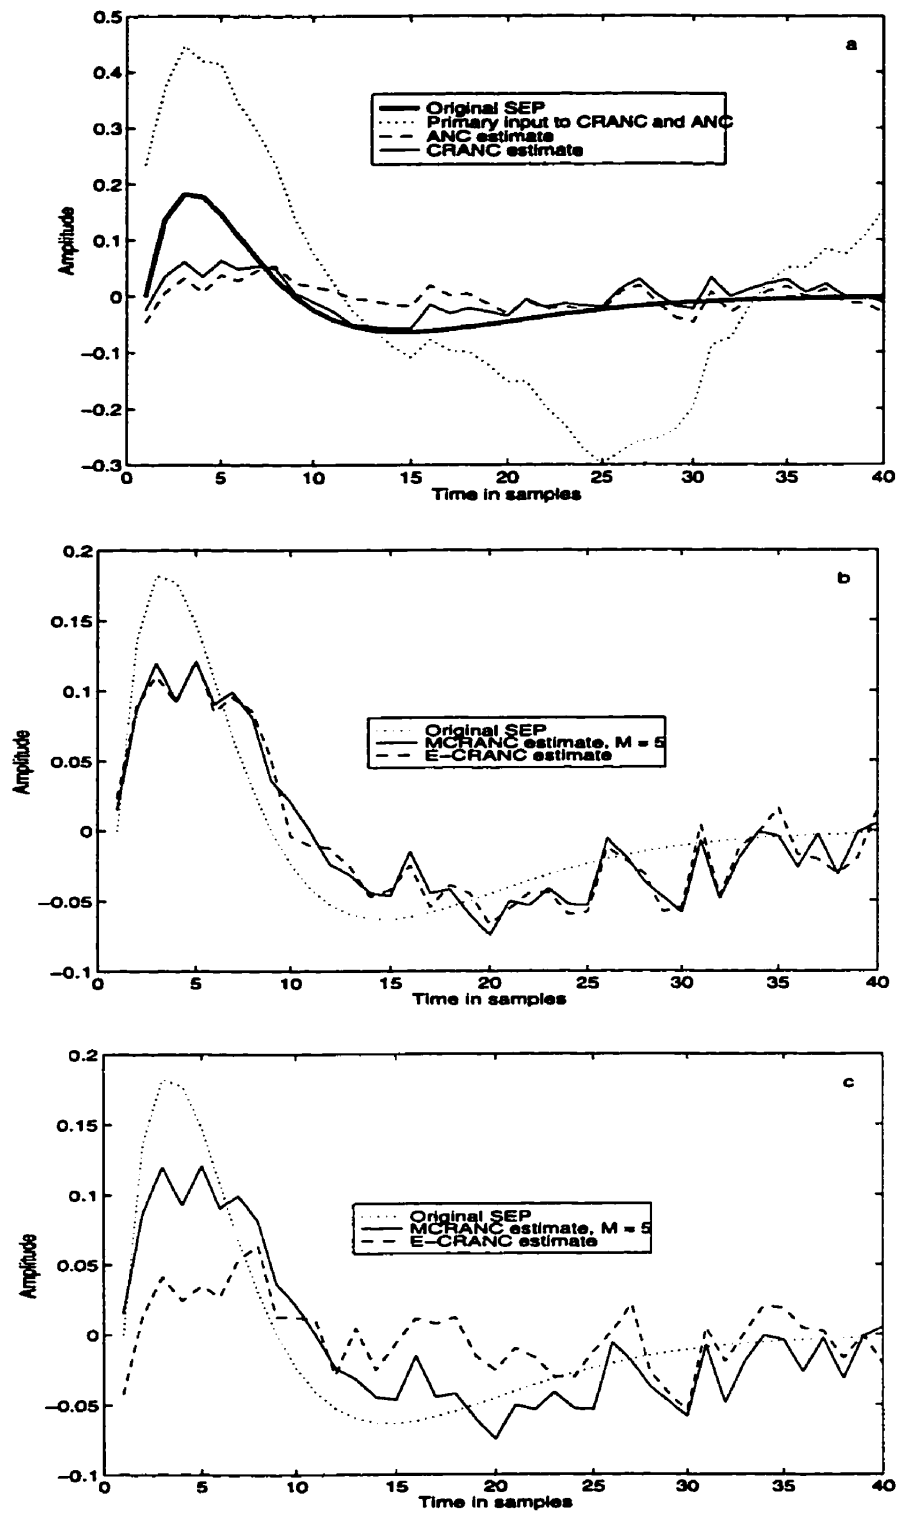 a
0.5
0.4
0.3
0.2
0.1
0
−0.1
−0.2
−0.3
Amplitude
Original SEP
Primary input to CRANC and ANC
ANC estimate
CRANC estimate
0 5 10 15 20 25 30 35 40
Time in samples
b
0.2
0.15
0.1
0.05
0
−0.05
−0.1
Amplitude
Original SEP
MCRANC estimate, M = 5
E−CRANC estimate
0 5 10 15 20 25 30 35 40
Time in samples
c
0.2
0.15
0.1
0.05
0
−0.05
−0.1
Amplitude
Original SEP
MCRANC estimate, M = 5
E−CRANC estimate
0 5 10 15 20 25 30 35 40
Time in samples